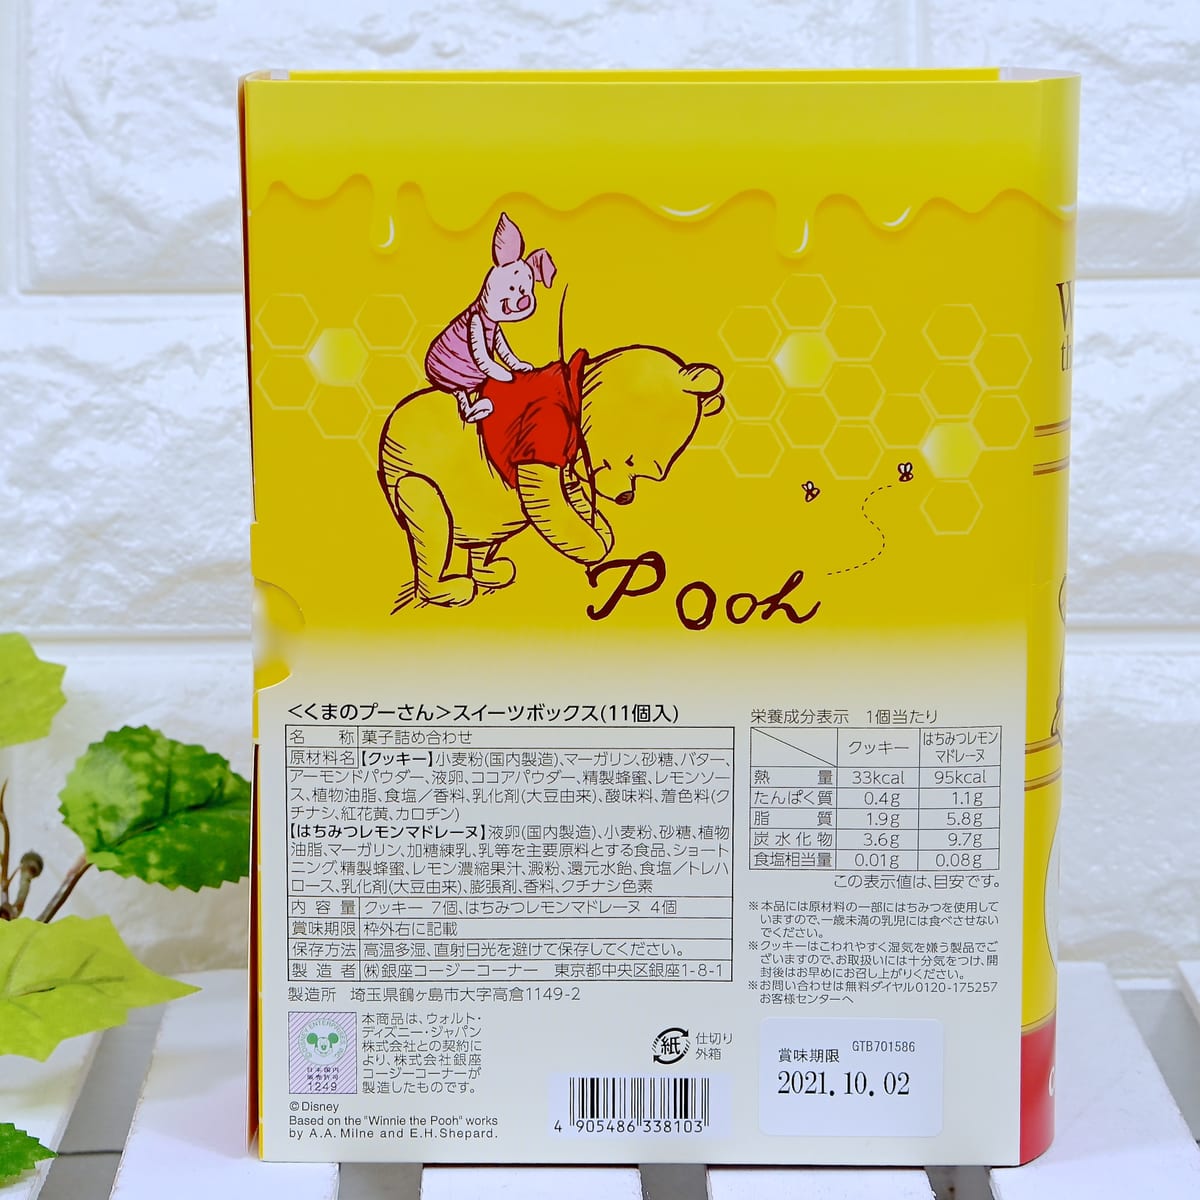 Pooh
<くまのプーさん>スイーツボックス(11個入)
名 称 菓子詰め合わせ
原材料名 【クッキー】小麦粉(国内製造)、マーガリン、砂糖、バター、
アーモンドパウダー、液卵、ココアパウダー、精製蜂蜜、レモンソー
ス、植物油脂、食塩／香料、乳化剤(大豆由来)、酸味料、着色料(ク
チナシ、紅花黄、カロチン)
【はちみつレモンマドレーヌ】液卵(国内製造)、小麦粉、砂糖、植物
油脂、マーガリン、加糖練乳、乳等を主要原料とする食品、ショート
ニング、精製蜂蜜、レモン濃縮果汁、澱粉、還元水飴、食塩／トレハ
ロース、乳化剤(大豆由来)、膨張剤、香料、クチナシ色素
内 容 量 クッキー 7個、はちみつレモンマドレーヌ 4個
賞味期限 枠外右に記載
保存方法 高温多湿、直射日光を避けて保存してください。
製 造 者 ㈱銀座コージーコーナー 東京都中央区銀座1-8-1
製造所 埼玉県鶴ヶ島市大字高倉1149-2
本商品は、ウォルト・
ディズニー・ジャパン
株式会社との契約に
より、株式会社銀座
コージーコーナーが
製造したものです。
日本国内
販売許可
1249
©Disney
Based on the "Winnie the Pooh" works
by A.A. Milne and E.H. Shepard.
栄養成分表示 1個当たり
クッキー はちみつレモン
マドレーヌ
熱 量 33kcal 95kcal
たんぱく質 0.4g 1.1g
脂 質 1.9g 5.8g
炭水化物 3.6g 9.7g
食塩相当量 0.01g 0.08g
この表示値は、目安です。
※本品には原材料の一部にはちみつを使用して
いますので、一歳未満の乳児には食べさせない
でください。
※クッキーはこわれやすく湿気を嫌う製品でご
ざいますので、お取扱いには十分気をつけ、開
封後はお早めにお召し上がりください。
※お問い合わせは無料ダイヤル0120-175257
お客様センターへ
紙 仕切り
外箱
4 905486 338103
賞味期限 GTB701586
2021.10.02